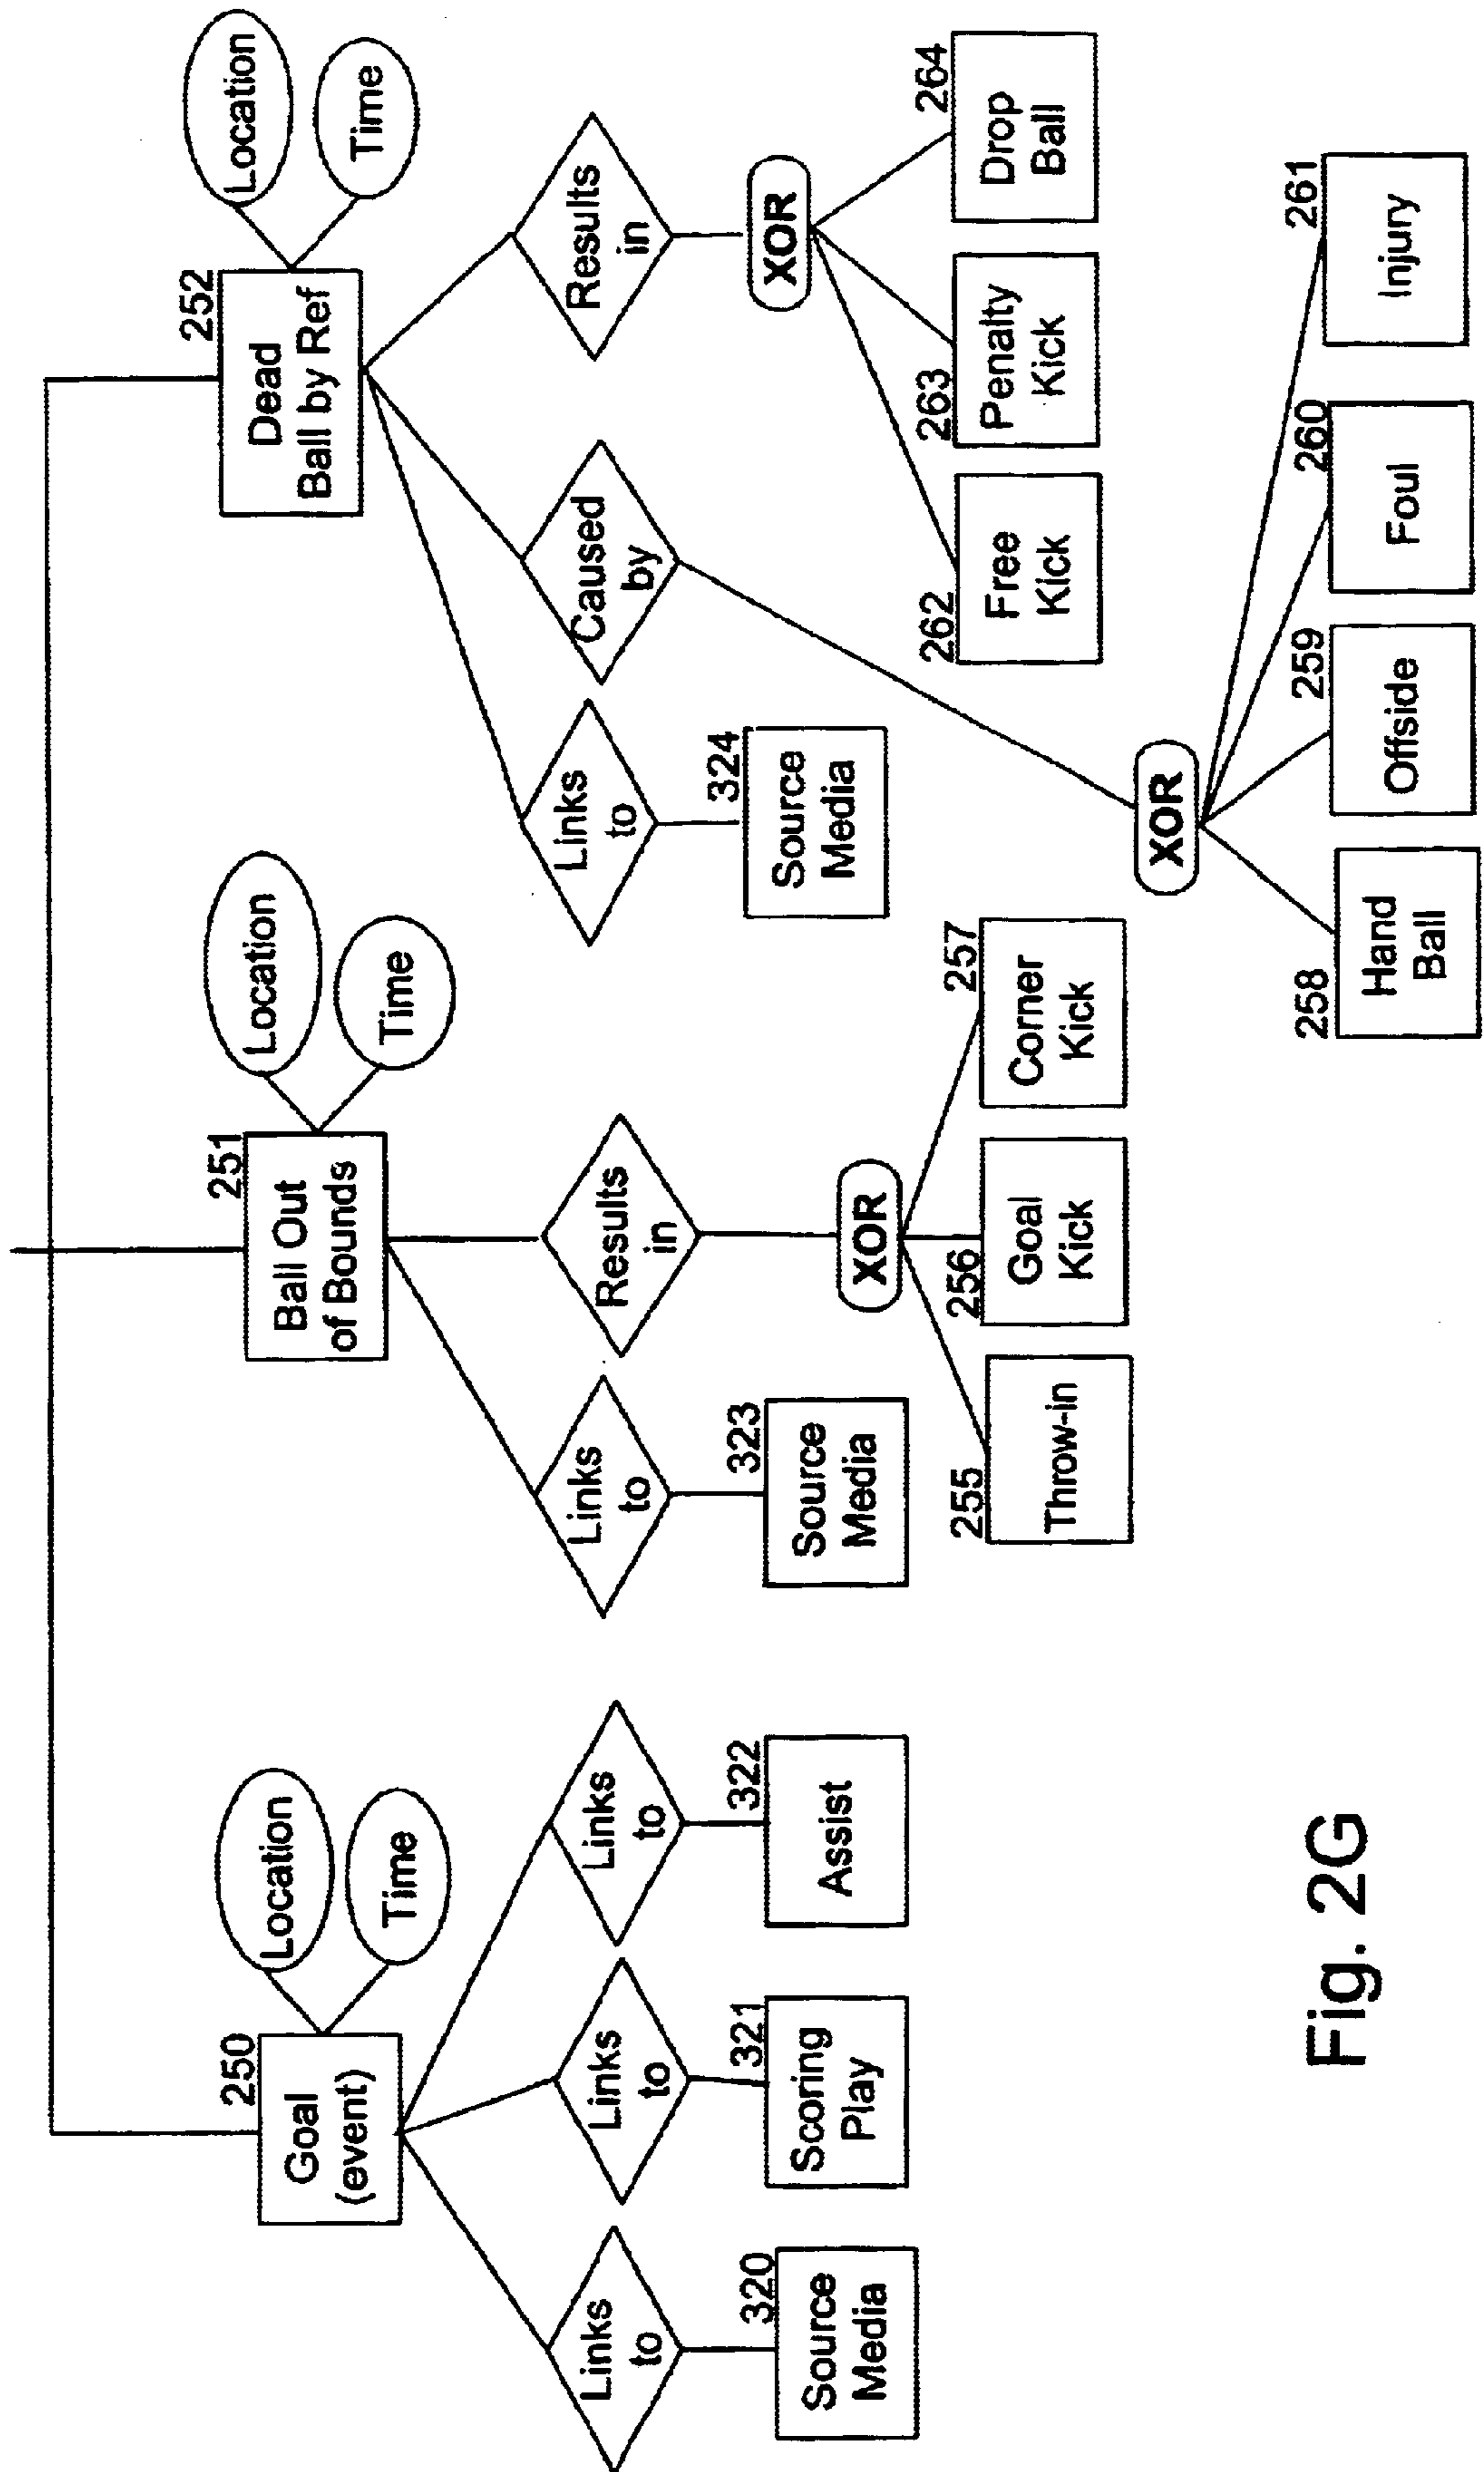 250
Goal
(event)
Location
Time
Links
to
320
Source
Media
Links
to
321
Scoring
Play
Links
to
322
Assist
251
Ball Out
of Bounds
Location
Time
Links
to
323
Source
Media
Results
in
XOR
255
Throw-in
256
Goal
Kick
257
Corner
Kick
252
Dead
Ball by Ref
Location
Time
Links
to
324
Source
Media
Caused
by
XOR
258
Hand
Ball
259
Offside
260
Foul
261
Injury
Results
in
XOR
262
Free
Kick
263
Penalty
Kick
264
Drop
Ball
Fig. 2G